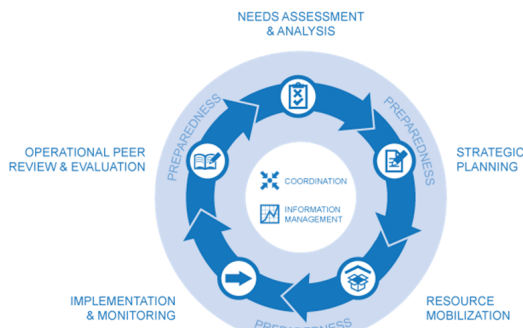 NEEDS ASSESSMENT
& ANALYSIS
PREPAREDNESS
PREPAREDNESS
OPERATIONAL PEER
REVIEW & EVALUATION
STRATEGIC
PLANNING
COORDINATION
INFORMATION
MANAGEMENT
IMPLEMENTATION
& MONITORING
RESOURCE
MOBILIZATION
PREPAREDNESS